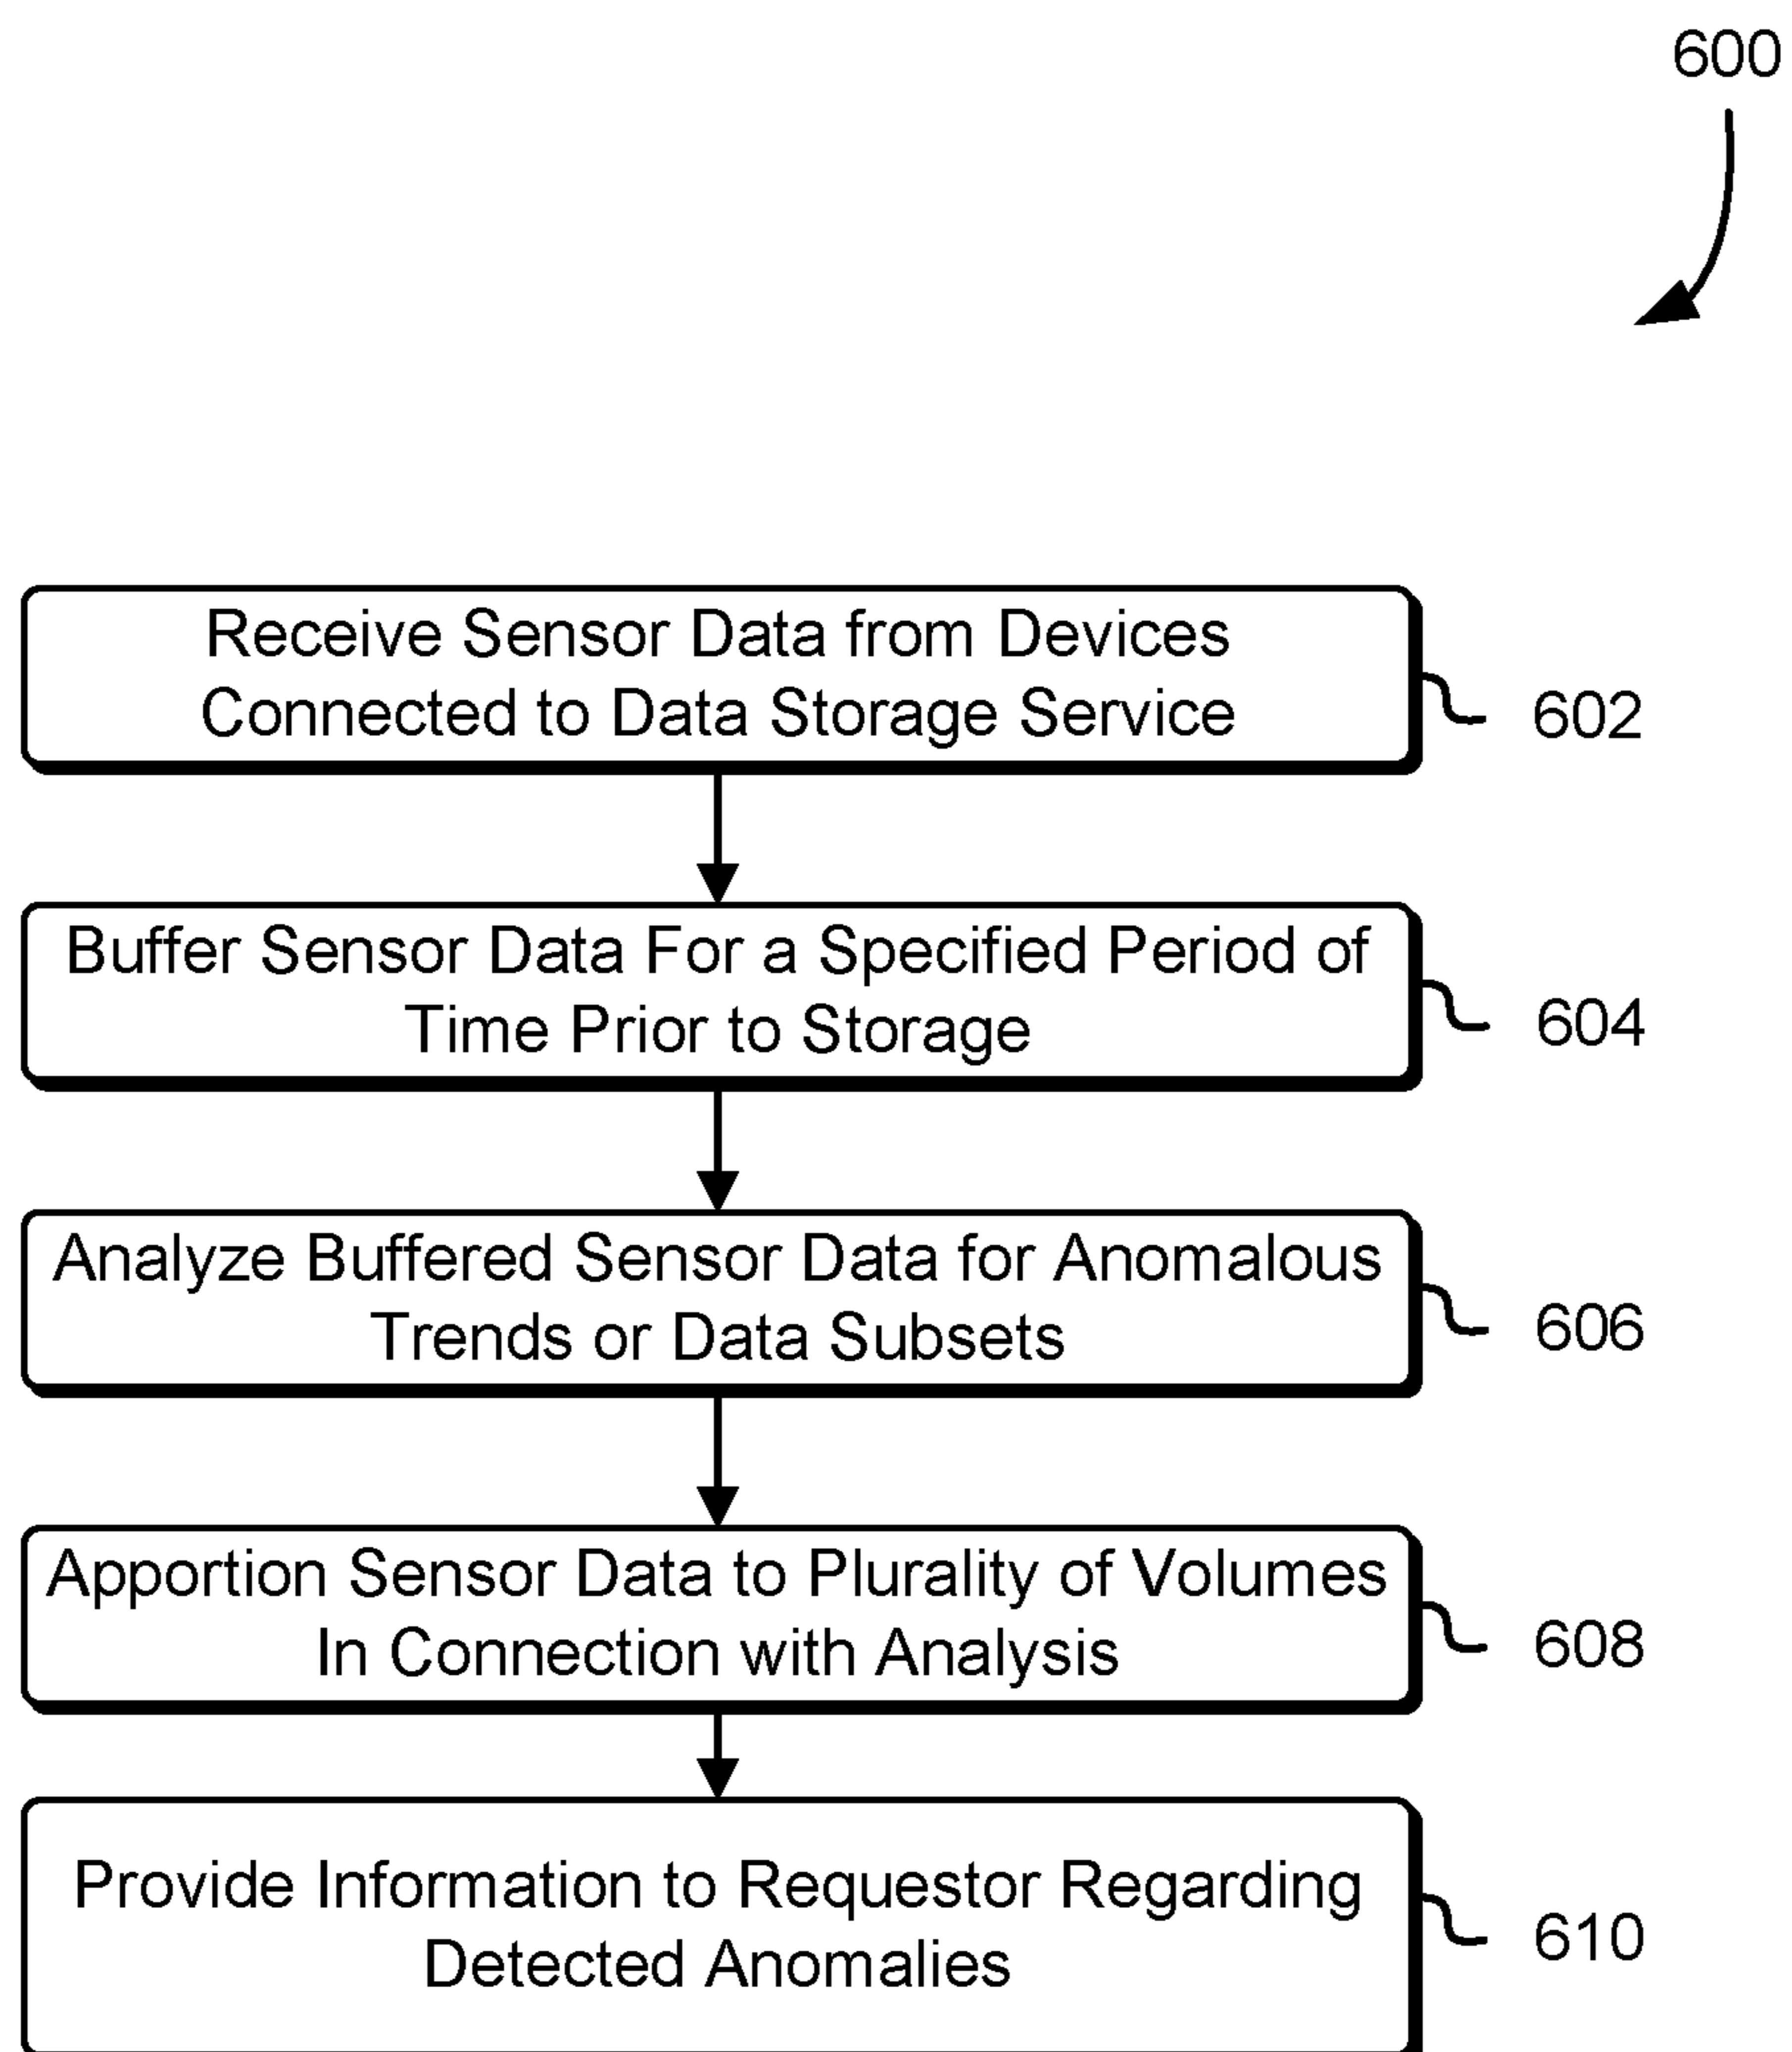 600
Receive Sensor Data from Devices
Connected to Data Storage Service
602
Buffer Sensor Data For a Specified Period of
Time Prior to Storage
604
Analyze Buffered Sensor Data for Anomalous
Trends or Data Subsets
606
Apportion Sensor Data to Plurality of Volumes
In Connection with Analysis
608
Provide Information to Requestor Regarding
Detected Anomalies
610